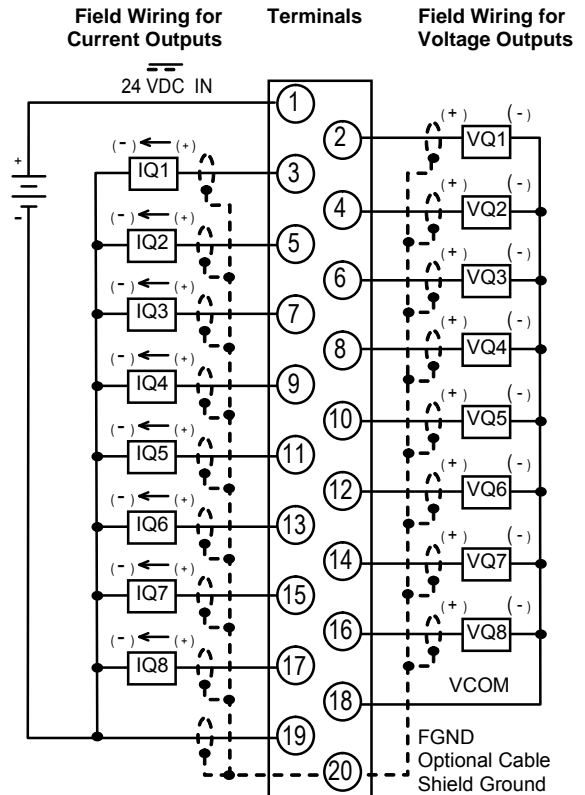 Field Wiring for
Current Outputs
Terminals
Field Wiring for
Voltage Outputs
24 VDC IN
1
+
-
2
(+) (-)
VQ1
(-) (+)
IQ1
3
4
(+) (-)
VQ2
(-) (+)
IQ2
5
6
(+) (-)
VQ3
(-) (+)
IQ3
7
8
(+) (-)
VQ4
(-) (+)
IQ4
9
10
(+) (-)
VQ5
(-) (+)
IQ5
11
12
(+) (-)
VQ6
(-) (+)
IQ6
13
14
(+) (-)
VQ7
(-) (+)
IQ7
15
16
(+) (-)
VQ8
(-) (+)
IQ8
17
18
VCOM
19
20
FGND
Optional Cable
Shield Ground